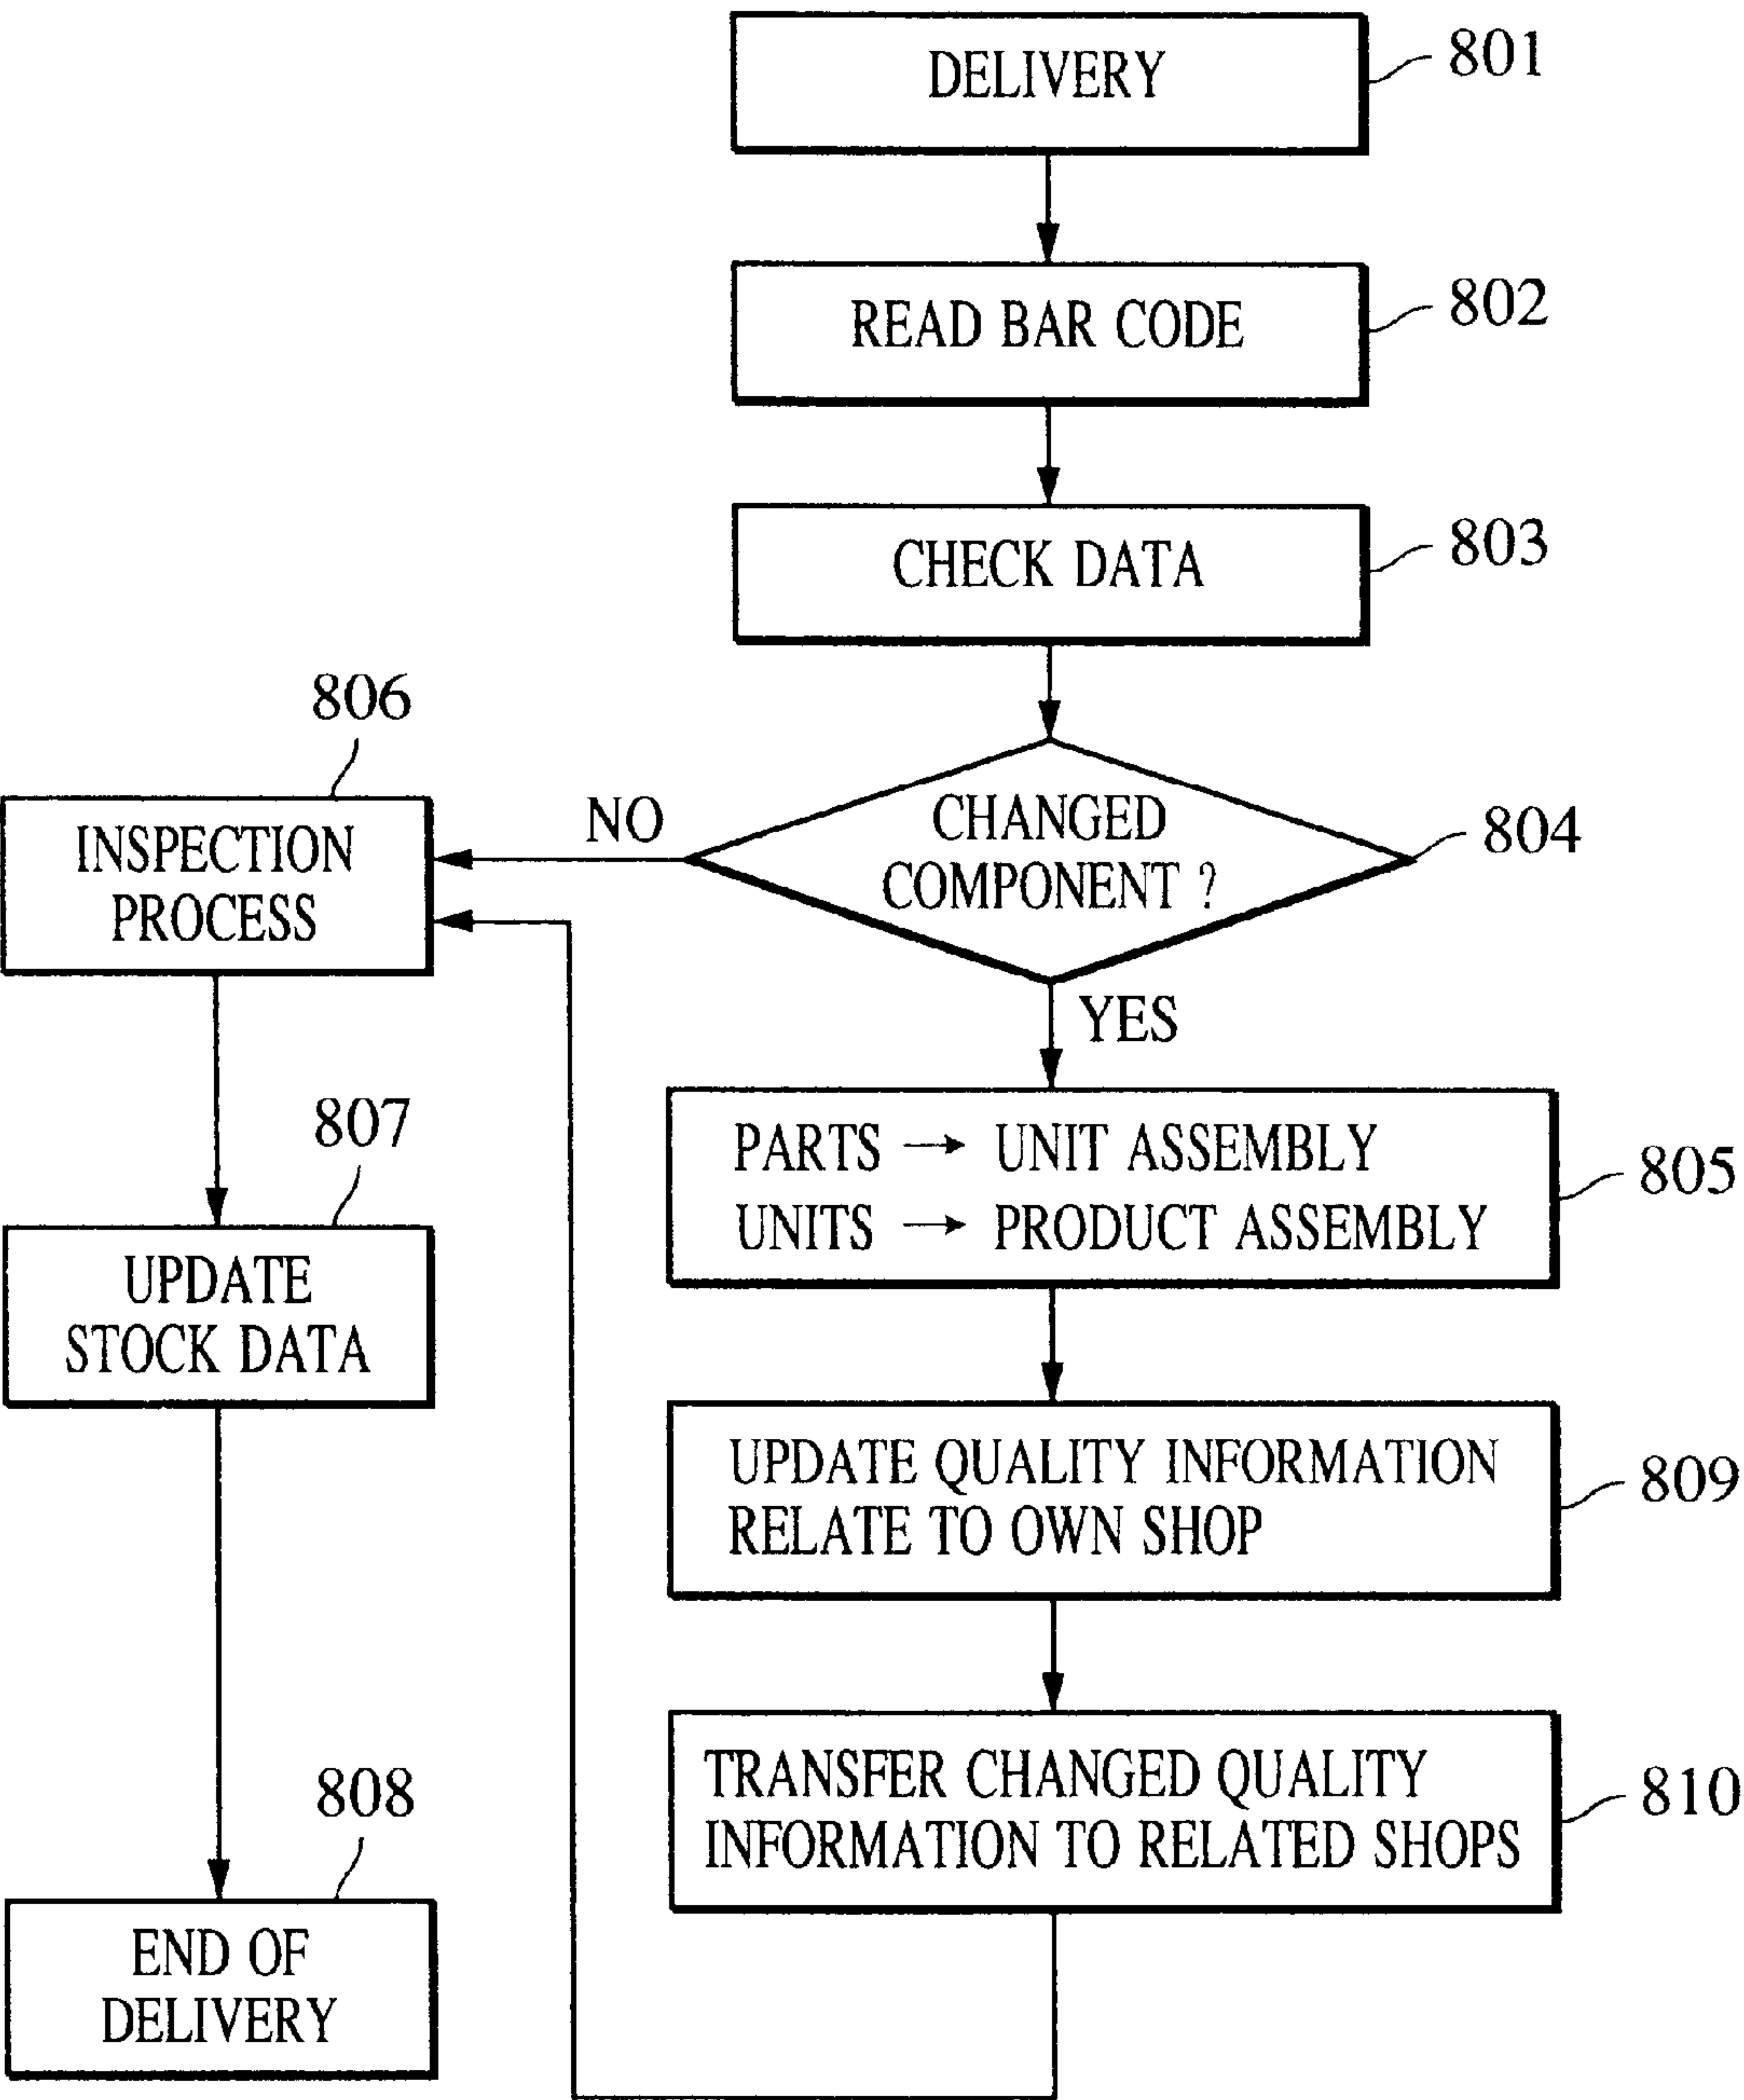 DELIVERY
801
READ BAR CODE
802
CHECK DATA
803
CHANGED
COMPONENT ?
804
NO
YES
806
INSPECTION
PROCESS
807
UPDATE
STOCK DATA
808
END OF
DELIVERY
PARTS → UNIT ASSEMBLY
UNITS → PRODUCT ASSEMBLY
805
UPDATE QUALITY INFORMATION
RELATE TO OWN SHOP
809
TRANSFER CHANGED QUALITY
INFORMATION TO RELATED SHOPS
810